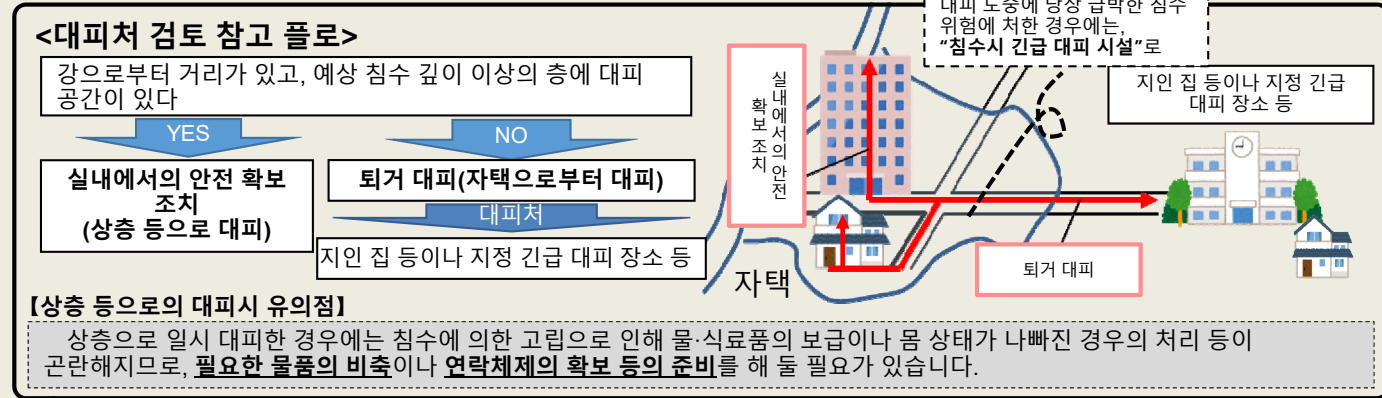 <대피처 검토 참고 플로>
강으로부터 거리가 있고, 예상 침수 깊이 이상의 층에 대피
공간이 있다
YES
NO
실내에서의 안전 확보
조치
(상층 등으로 대피)
퇴거 대피(자택으로부터 대피)
대피처
지인 집 등이나 지정 긴급 대피 장소 등
실내에서의 안전
확보 조치
대피 도중에 당장 급박한 침수
위험에 처한 경우에는,
“침수시 긴급 대피 시설”로
지인 집 등이나 지정 긴급
대피 장소 등
퇴거 대피
자택
【상층 등으로의 대피시 유의점】
상층으로 일시 대피한 경우에는 침수에 의한 고립으로 인해 물·식료품의 보급이나 몸 상태가 나빠진 경우의 처리 등이
곤란해지므로, 필요한 물품의 비축이나 연락체제의 확보 등의 준비를 해 둘 필요가 있습니다.